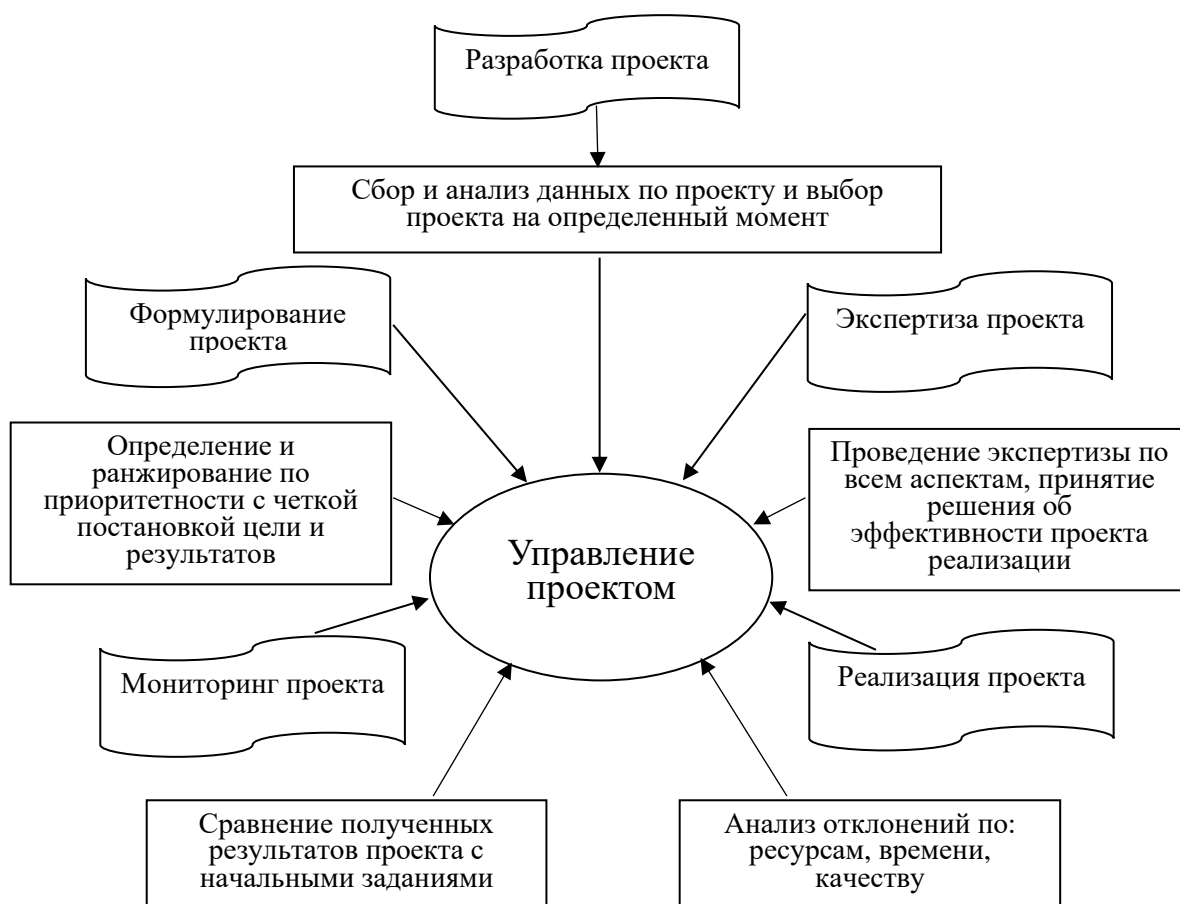 Разработка проекта
Сбор и анализ данных по проекту и выбор
проекта на определенный момент
Формулирование
проекта
Экспертиза проекта
Определение и
ранжирование по
приоритетности с четкой
постановкой цели и
результатов
Проведение экспертизы по
всем аспектам, принятие
решения об
эффективности проекта
реализации
Управление
проектом
Мониторинг проекта
Реализация проекта
Сравнение полученных
результатов проекта с
начальными заданиями
Анализ отклонений по:
ресурсам, времени,
качеству